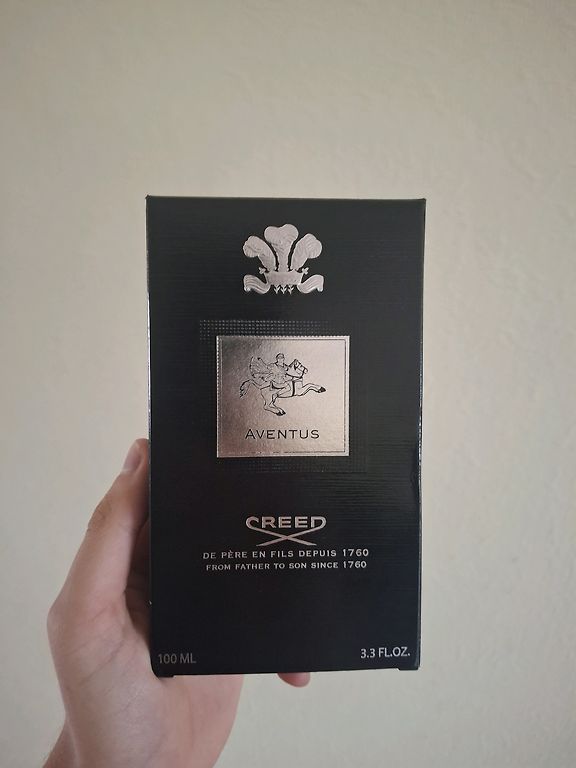 AVENTUS
CREED
DE PÈRE EN FILS DEPUIS 1760
FROM FATHER TO SON SINCE 1760
100 ML 3.3 FL.OZ.